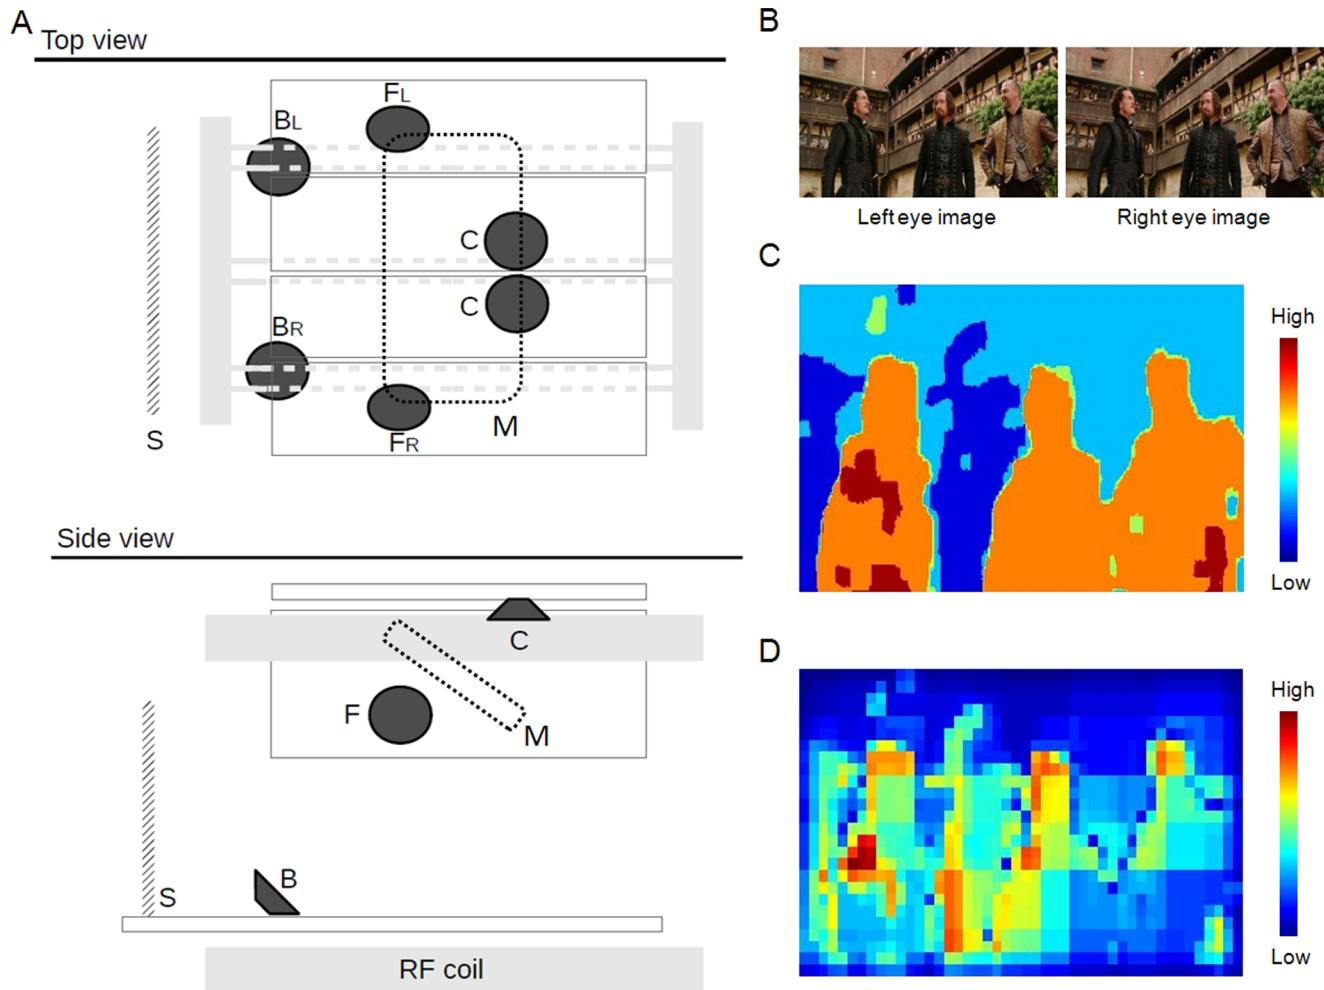 A
Top view
FL
BL
C
C
BR
S
M
FR
Side view
C
F
M
B
S
RF coil
B
Left eye image
Right eye image
C
High
Low
D
High
Low